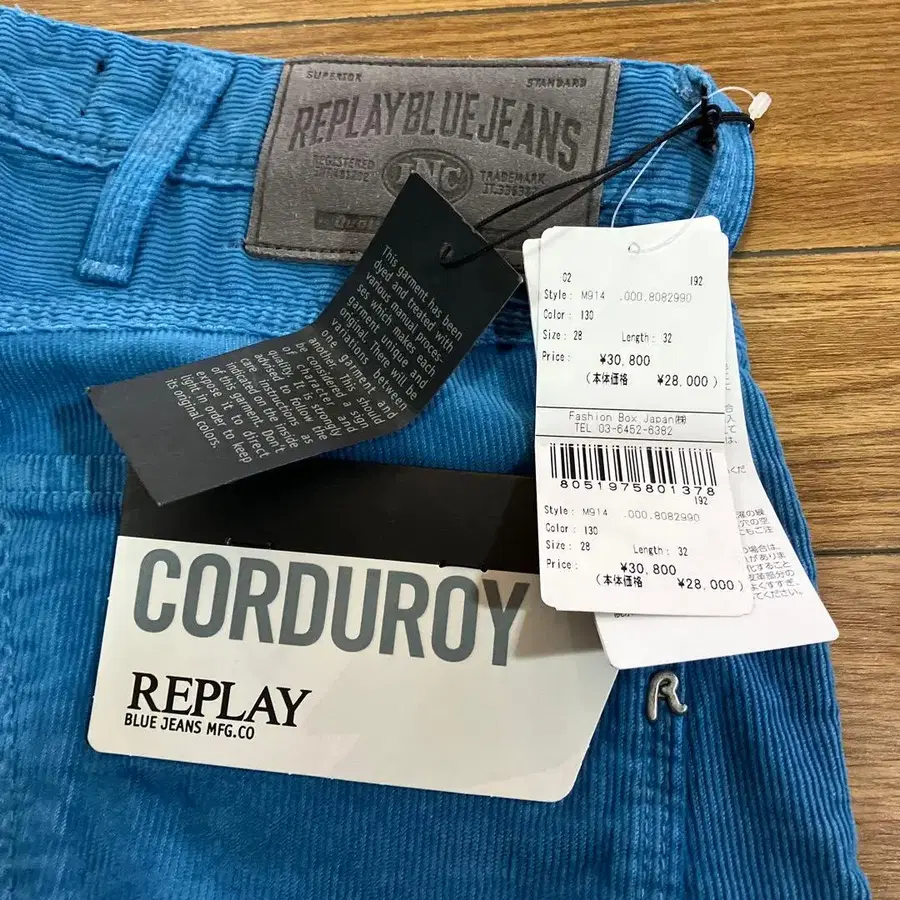 SUPERIOR STANDARD
REPLAY BLUE JEANS
REGISTERED
TRADEMARK
INC
This garment has been
dyed and treated with
various manual proces-
ses which makes each
garment unique and
original, there will be
variations between
one garment and
another. This should
be considered a sign
of character and
quality. It is strongly
advised to follow the
care instructions as
indicated on the inside
of this garment. Don't
expose it to direct
light in order to keep
its original colors.
02 192
Style: M914 .000.8082990
Color: 130
Size: 28 Length: 32
Price: ¥30,800
(本体価格 ¥28,000)
Fashion Box Japan㈱
TEL 03-6452-6382
8051975801378
192
Style: M914 .000.8082990
Color: 130
Size: 28 Length: 32
Price: ¥30,800
(本体価格 ¥28,000)
CORDUROY
REPLAY
BLUE JEANS MFG.CO
R